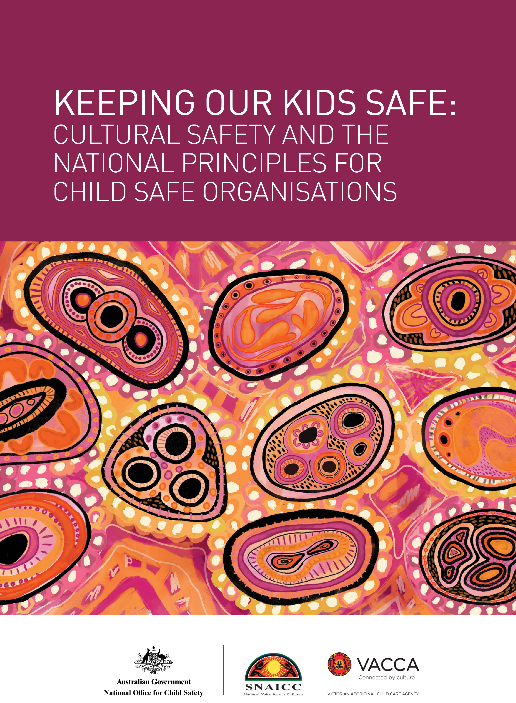 KEEPING OUR KIDS SAFE:
CULTURAL SAFETY AND THE
NATIONAL PRINCIPLES FOR
CHILD SAFE ORGANISATIONS
Australian Government
National Office for Child Safety
SNAICC
VACCA
Connected by culture
VICTORIAN ABORIGINAL CHILD CARE AGENCY